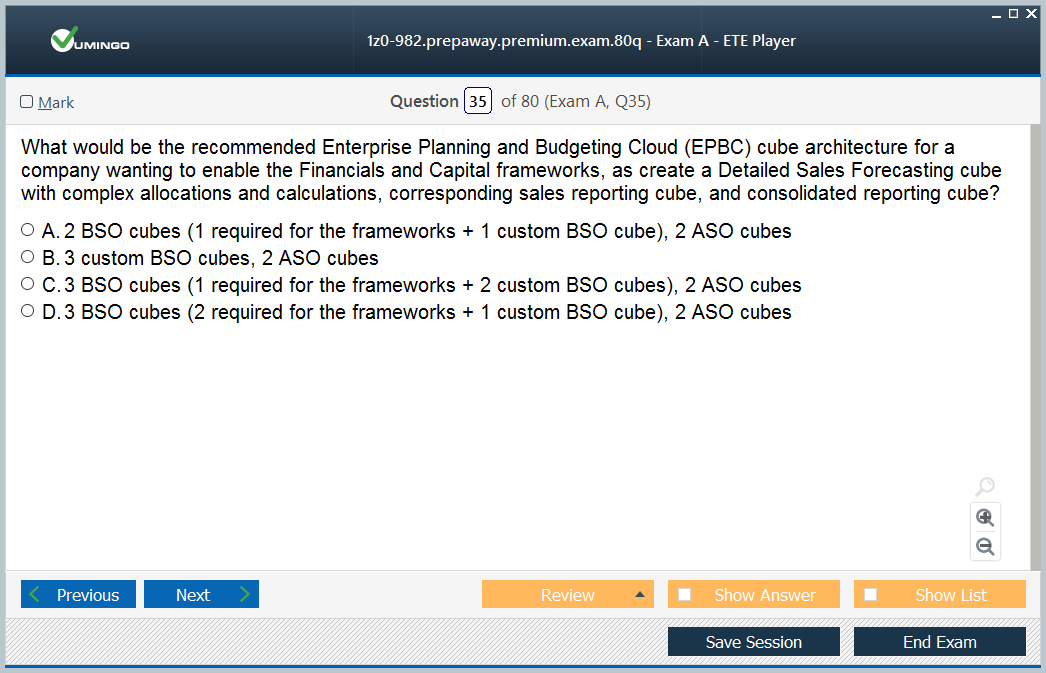 VUMINGO
1z0-982.prepaway.premium.exam.80q - Exam A - ETE Player
Mark
Question 35 of 80 (Exam A, Q35)
What would be the recommended Enterprise Planning and Budgeting Cloud (EPBC) cube architecture for a
company wanting to enable the Financials and Capital frameworks, as create a Detailed Sales Forecasting cube
with complex allocations and calculations, corresponding sales reporting cube, and consolidated reporting cube?
A. 2 BSO cubes (1 required for the frameworks + 1 custom BSO cube), 2 ASO cubes
B. 3 custom BSO cubes, 2 ASO cubes
C. 3 BSO cubes (1 required for the frameworks + 2 custom BSO cubes), 2 ASO cubes
D. 3 BSO cubes (2 required for the frameworks + 1 custom BSO cube), 2 ASO cubes
Previous
Next
Review
Show Answer
Show List
Save Session
End Exam